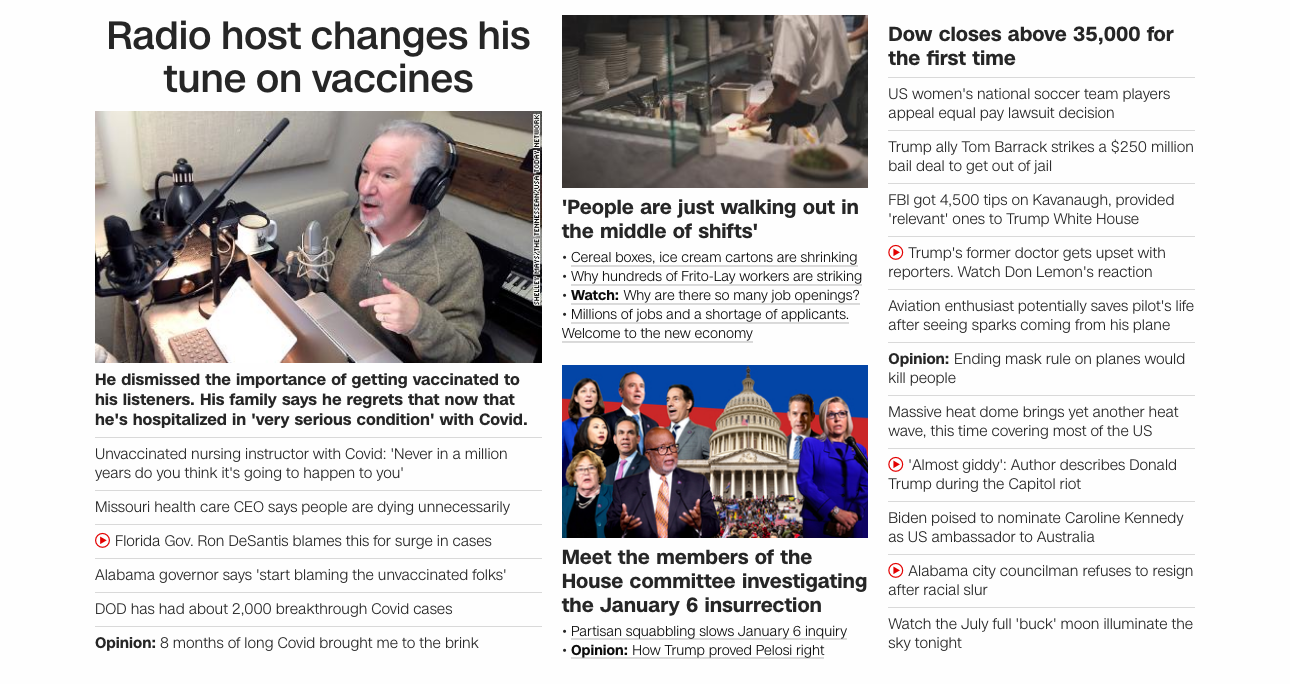 Radio host changes his
tune on vaccines
SHELLEY MAYS/THE TENNESSEAN/USA TODAY NETWORK
He dismissed the importance of getting vaccinated to
his listeners. His family says he regrets that now that
he's hospitalized in 'very serious condition' with Covid.
Unvaccinated nursing instructor with Covid: 'Never in a million
years do you think it's going to happen to you'
Missouri health care CEO says people are dying unnecessarily
Florida Gov. Ron DeSantis blames this for surge in cases
Alabama governor says 'start blaming the unvaccinated folks'
DOD has had about 2,000 breakthrough Covid cases
Opinion: 8 months of long Covid brought me to the brink
'People are just walking out in
the middle of shifts'
• Cereal boxes, ice cream cartons are shrinking
• Why hundreds of Frito-Lay workers are striking
• Watch: Why are there so many job openings?
• Millions of jobs and a shortage of applicants.
Welcome to the new economy
Meet the members of the
House committee investigating
the January 6 insurrection
• Partisan squabbling slows January 6 inquiry
• Opinion: How Trump proved Pelosi right
Dow closes above 35,000 for
the first time
US women's national soccer team players
appeal equal pay lawsuit decision
Trump ally Tom Barrack strikes a $250 million
bail deal to get out of jail
FBI got 4,500 tips on Kavanaugh, provided
'relevant' ones to Trump White House
Trump's former doctor gets upset with
reporters. Watch Don Lemon's reaction
Aviation enthusiast potentially saves pilot's life
after seeing sparks coming from his plane
Opinion: Ending mask rule on planes would
kill people
Massive heat dome brings yet another heat
wave, this time covering most of the US
'Almost giddy': Author describes Donald
Trump during the Capitol riot
Biden poised to nominate Caroline Kennedy
as US ambassador to Australia
Alabama city councilman refuses to resign
after racial slur
Watch the July full 'buck' moon illuminate the
sky tonight